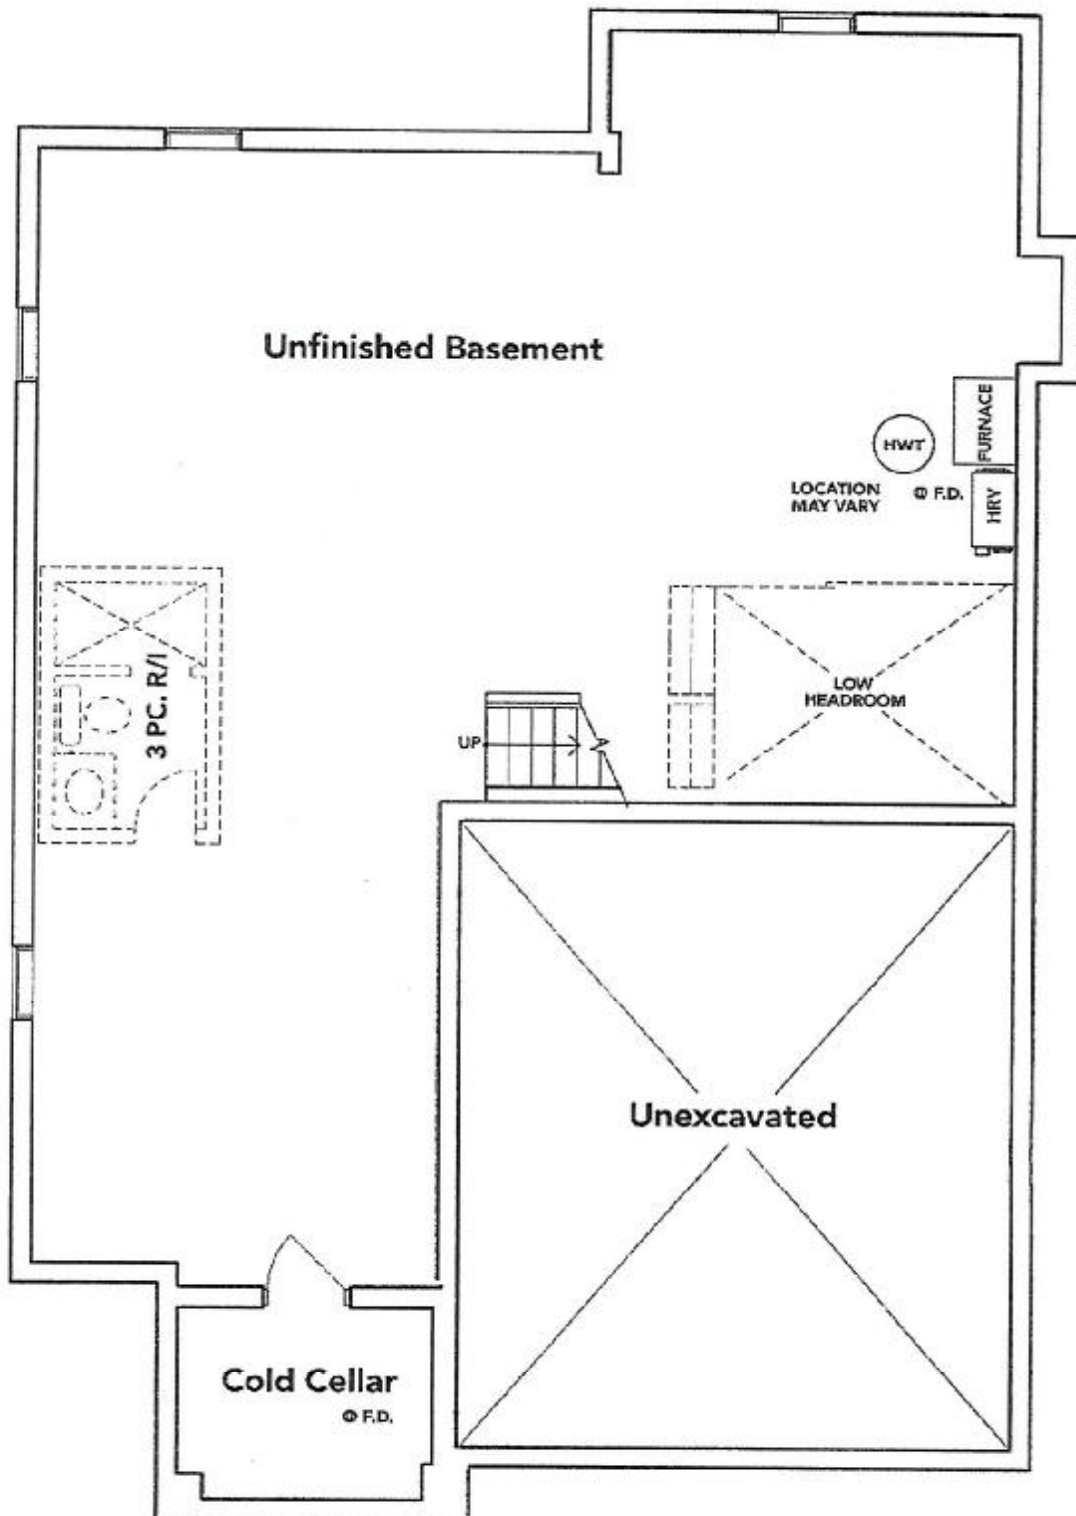 Unfinished Basement
FURNACE
HWT
LOCATION
MAY VARY
@ F.D.
HRV
3 PC. R/I
LOW
HEADROOM
UP
Unexcavated
Cold Cellar
@ F.D.